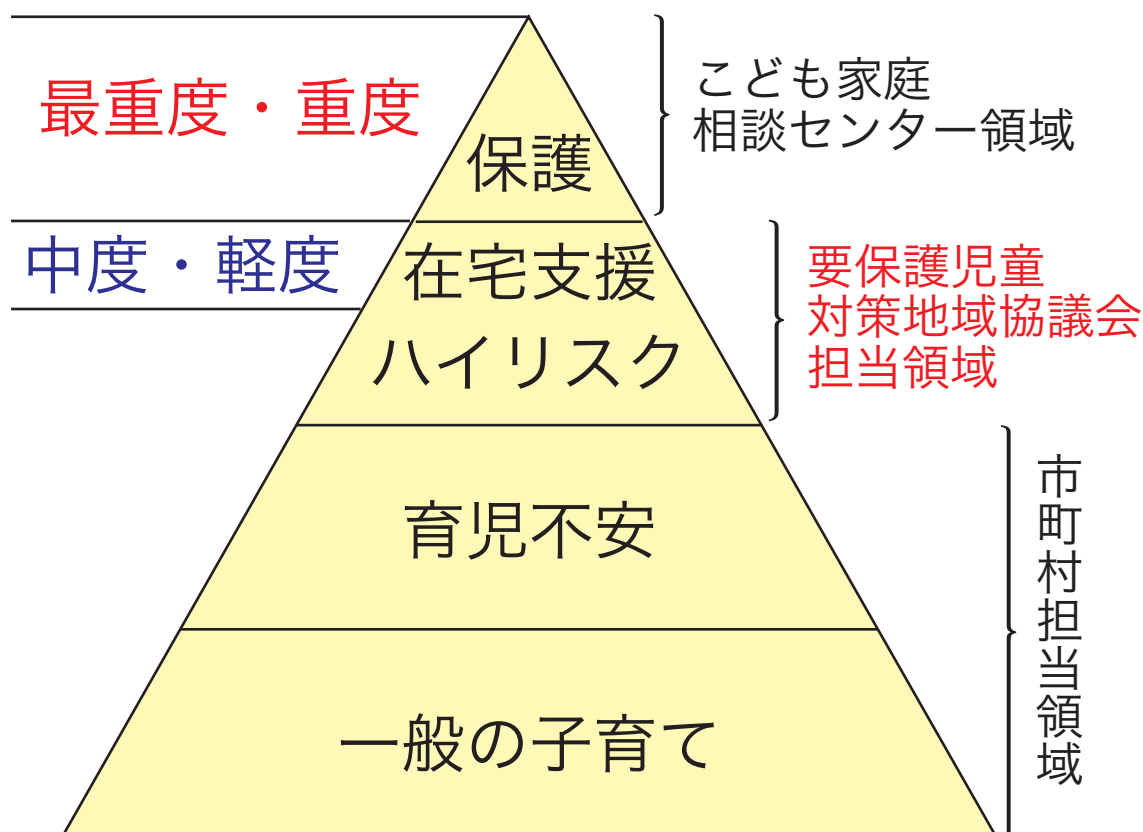 最重度・重度
保護
こども家庭
相談センター領域
中度・軽度
在宅支援
ハイリスク
要保護児童
対策地域協議会
担当領域
育児不安
一般の子育て
市町村担当領域